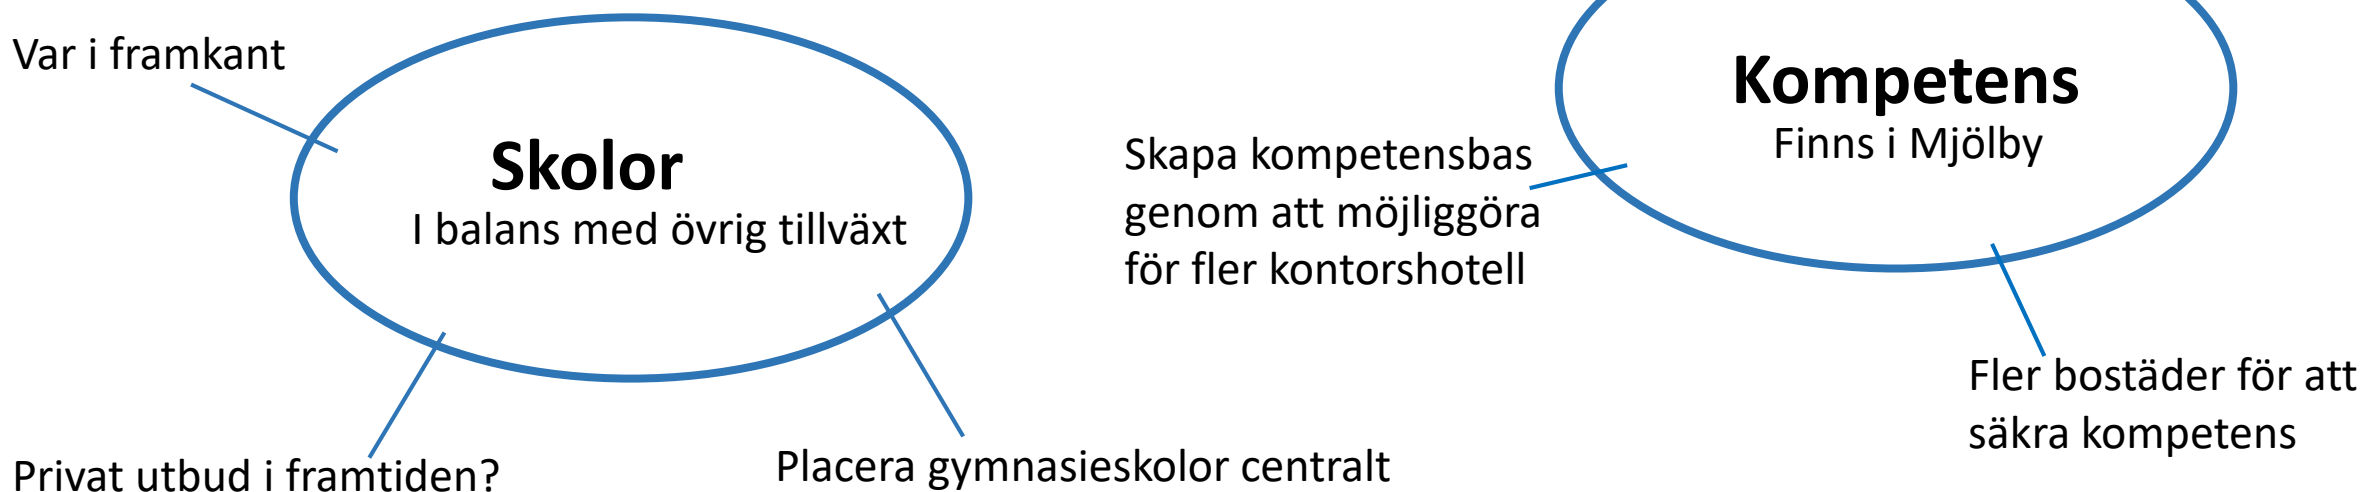 Var i framkant
Skolor
I balans med övrig tillväxt
Privat utbud i framtiden?
Placera gymnasieskolor centralt
Kompetens
Finns i Mjölby
Skapa kompetensbas
genom att möjliggöra
för fler kontorshotell
Fler bostäder för att
säkra kompetens